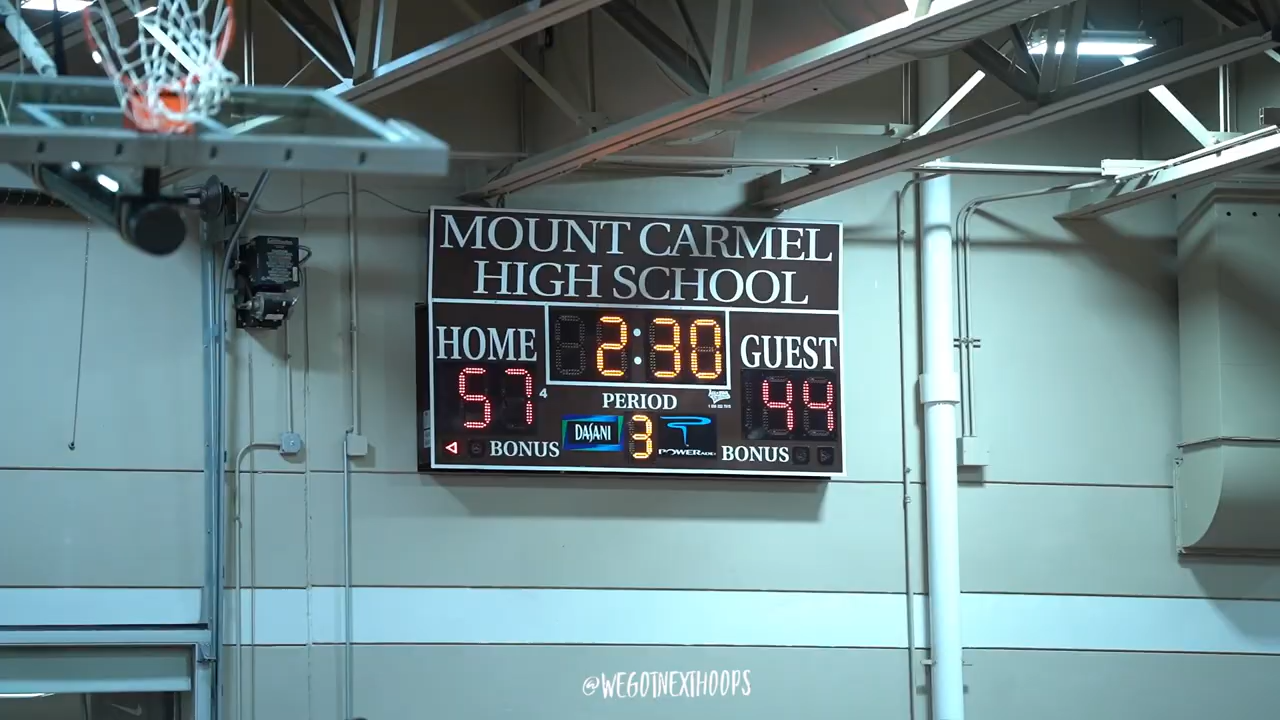 MOUNT CARMEL
HIGH SCHOOL
HOME
2:30
GUEST
57
4
PERIOD
44
BONUS
DASANI
3
POWERADE
BONUS
@WEGOTNEXTHOOPS